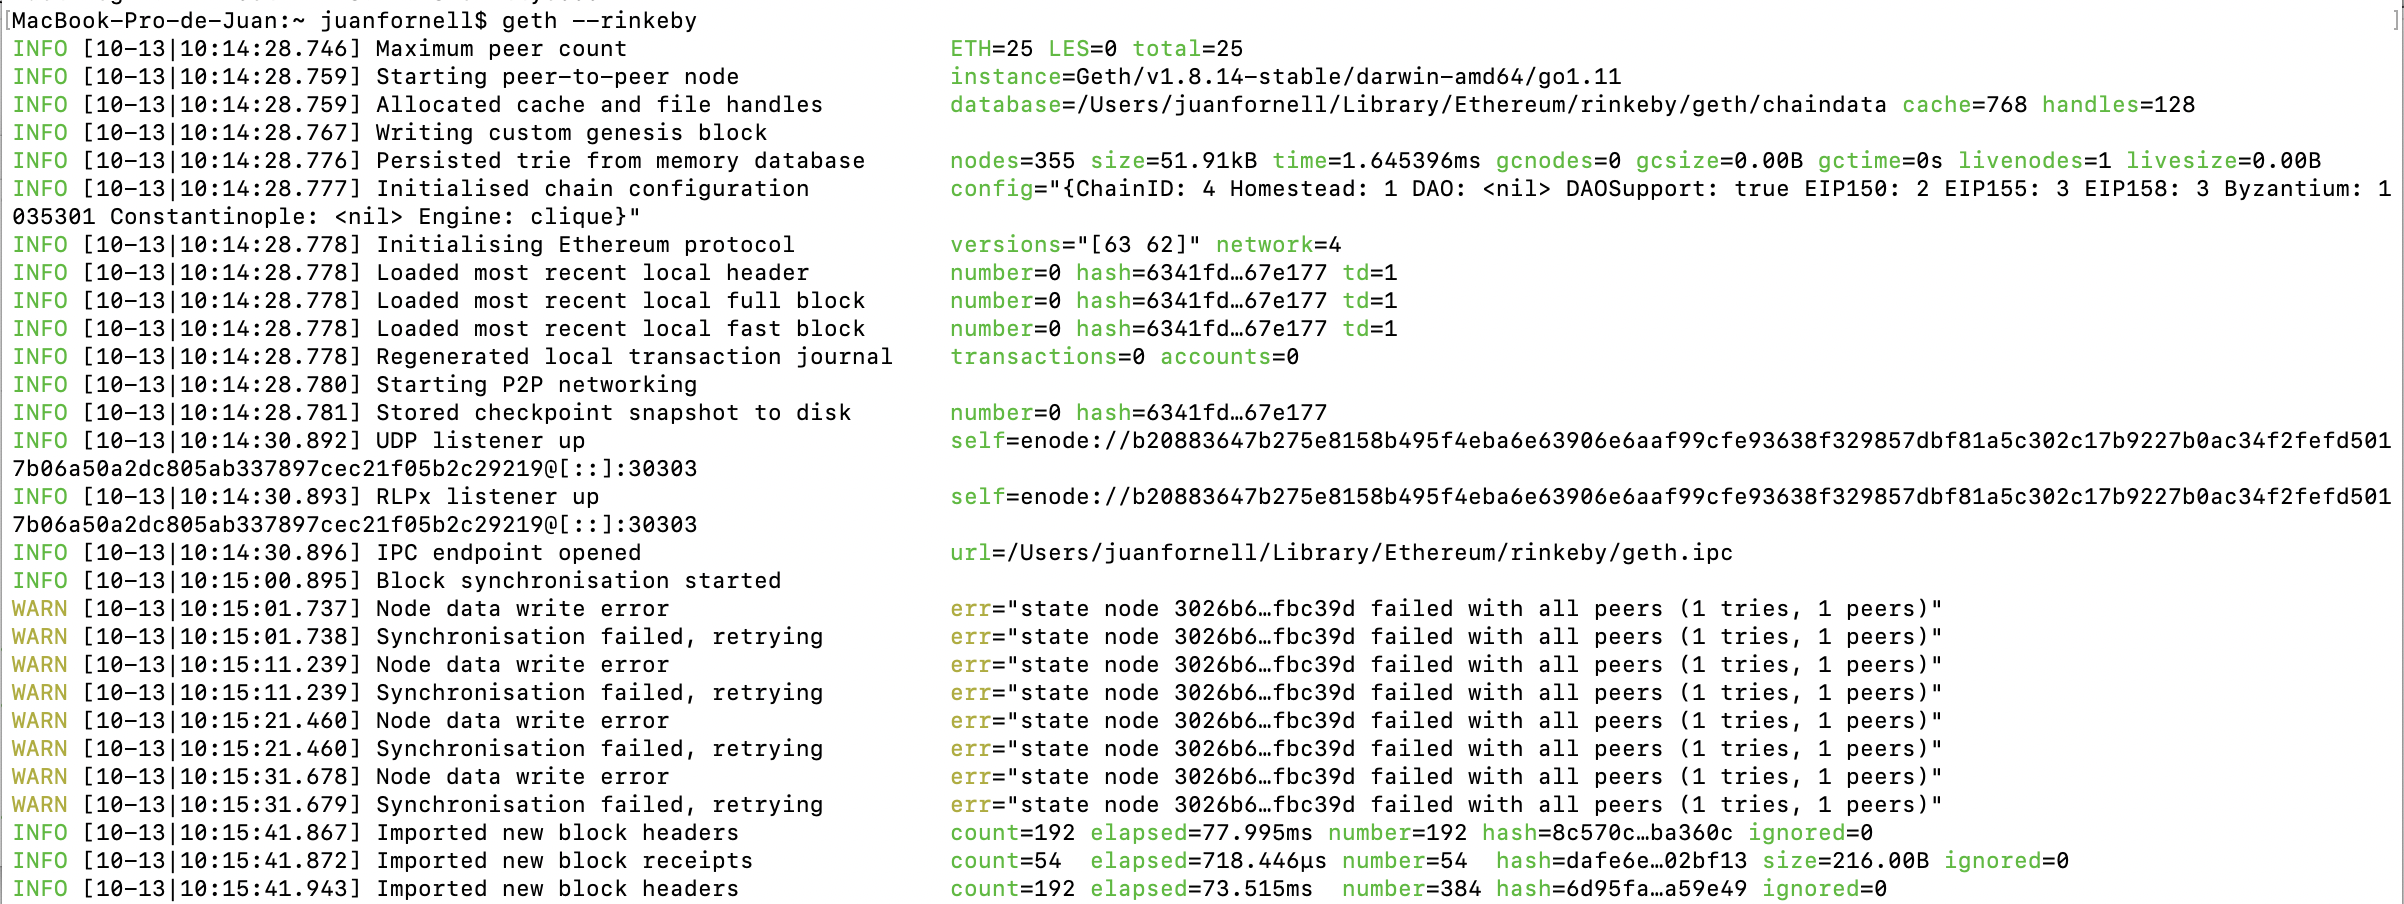 [MacBook-Pro-de-Juan:~ juanfornell$ geth --rinkeby ]
INFO [10-13|10:14:28.746] Maximum peer count ETH=25 LES=0 total=25
INFO [10-13|10:14:28.759] Starting peer-to-peer node instance=Geth/v1.8.14-stable/darwin-amd64/go1.11
INFO [10-13|10:14:28.759] Allocated cache and file handles database=/Users/juanfornell/Library/Ethereum/rinkeby/geth/chaindata cache=768 handles=128
INFO [10-13|10:14:28.767] Writing custom genesis block
INFO [10-13|10:14:28.776] Persisted trie from memory database nodes=355 size=51.91kB time=1.645396ms gcnodes=0 gcsize=0.00B gctime=0s livenodes=1 livesize=0.00B
INFO [10-13|10:14:28.777] Initialised chain configuration config="{ChainID: 4 Homestead: 1 DAO: <nil> DAOSupport: true EIP150: 2 EIP155: 3 EIP158: 3 Byzantium: 1
035301 Constantinople: <nil> Engine: clique}"
INFO [10-13|10:14:28.778] Initialising Ethereum protocol versions="[63 62]" network=4
INFO [10-13|10:14:28.778] Loaded most recent local header number=0 hash=6341fd…67e177 td=1
INFO [10-13|10:14:28.778] Loaded most recent local full block number=0 hash=6341fd…67e177 td=1
INFO [10-13|10:14:28.778] Loaded most recent local fast block number=0 hash=6341fd…67e177 td=1
INFO [10-13|10:14:28.778] Regenerated local transaction journal transactions=0 accounts=0
INFO [10-13|10:14:28.780] Starting P2P networking
INFO [10-13|10:14:28.781] Stored checkpoint snapshot to disk number=0 hash=6341fd…67e177
INFO [10-13|10:14:30.892] UDP listener up self=enode://b20883647b275e8158b495f4eba6e63906e6aaf99cfe93638f329857dbf81a5c302c17b9227b0ac34f2fefd501
7b06a50a2dc805ab337897cec21f05b2c29219@[::]:30303
INFO [10-13|10:14:30.893] RLPx listener up self=enode://b20883647b275e8158b495f4eba6e63906e6aaf99cfe93638f329857dbf81a5c302c17b9227b0ac34f2fefd501
7b06a50a2dc805ab337897cec21f05b2c29219@[::]:30303
INFO [10-13|10:14:30.896] IPC endpoint opened url=/Users/juanfornell/Library/Ethereum/rinkeby/geth.ipc
INFO [10-13|10:15:00.895] Block synchronisation started
WARN [10-13|10:15:01.737] Node data write error err="state node 3026b6…fbc39d failed with all peers (1 tries, 1 peers)"
WARN [10-13|10:15:01.738] Synchronisation failed, retrying err="state node 3026b6…fbc39d failed with all peers (1 tries, 1 peers)"
WARN [10-13|10:15:11.239] Node data write error err="state node 3026b6…fbc39d failed with all peers (1 tries, 1 peers)"
WARN [10-13|10:15:11.239] Synchronisation failed, retrying err="state node 3026b6…fbc39d failed with all peers (1 tries, 1 peers)"
WARN [10-13|10:15:21.460] Node data write error err="state node 3026b6…fbc39d failed with all peers (1 tries, 1 peers)"
WARN [10-13|10:15:21.460] Synchronisation failed, retrying err="state node 3026b6…fbc39d failed with all peers (1 tries, 1 peers)"
WARN [10-13|10:15:31.678] Node data write error err="state node 3026b6…fbc39d failed with all peers (1 tries, 1 peers)"
WARN [10-13|10:15:31.679] Synchronisation failed, retrying err="state node 3026b6…fbc39d failed with all peers (1 tries, 1 peers)"
INFO [10-13|10:15:41.867] Imported new block headers count=192 elapsed=77.995ms number=192 hash=8c570c…ba360c ignored=0
INFO [10-13|10:15:41.872] Imported new block receipts count=54 elapsed=718.446µs number=54 hash=dafe6e…02bf13 size=216.00B ignored=0
INFO [10-13|10:15:41.943] Imported new block headers count=192 elapsed=73.515ms number=384 hash=6d95fa…a59e49 ignored=0